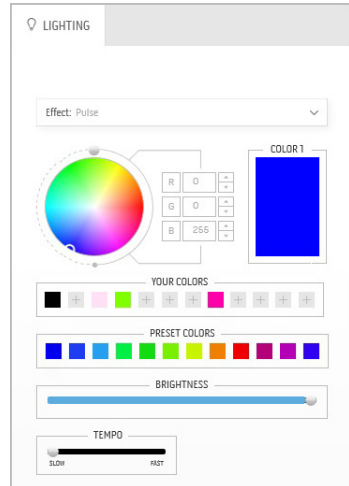 LIGHTING
Effect: Pulse
COLOR 1
R 0
G 0
B 255
YOUR COLORS
PRESET COLORS
BRIGHTNESS
TEMPO
SLOW FAST